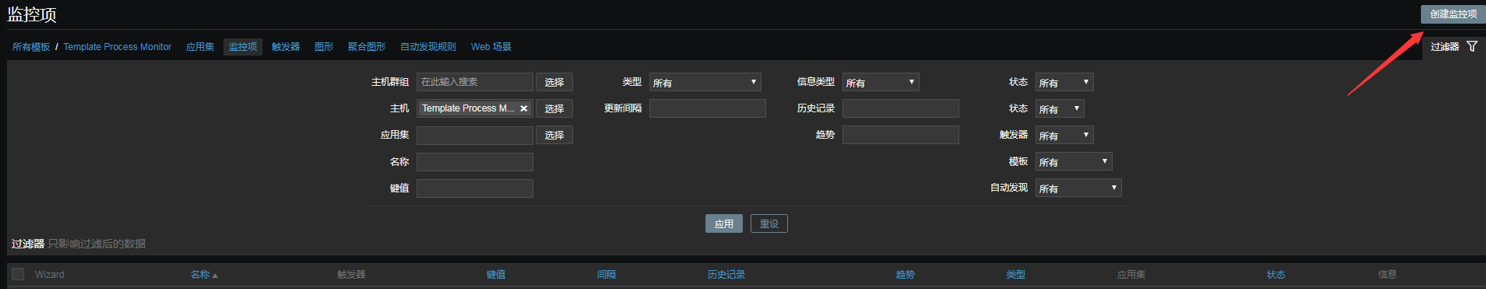 监控项 创建监控项
所有模板 / Template Process Monitor 应用集 监控项 触发器 图形 聚合图形 自动发现规则 Web 场景 过滤器
主机群组 在此输入搜索 选择 类型 所有 信息类型 所有 状态 所有
主机 Template Process M... 选择 更新间隔 历史记录 状态 所有
应用集 选择 趋势 触发器 所有
名称 模板 所有
键值 自动发现 所有
应用 重设
过滤器 只影响过滤后的数据
Wizard 名称 触发器 键值 间隔 历史记录 趋势 类型 应用集 状态 信息